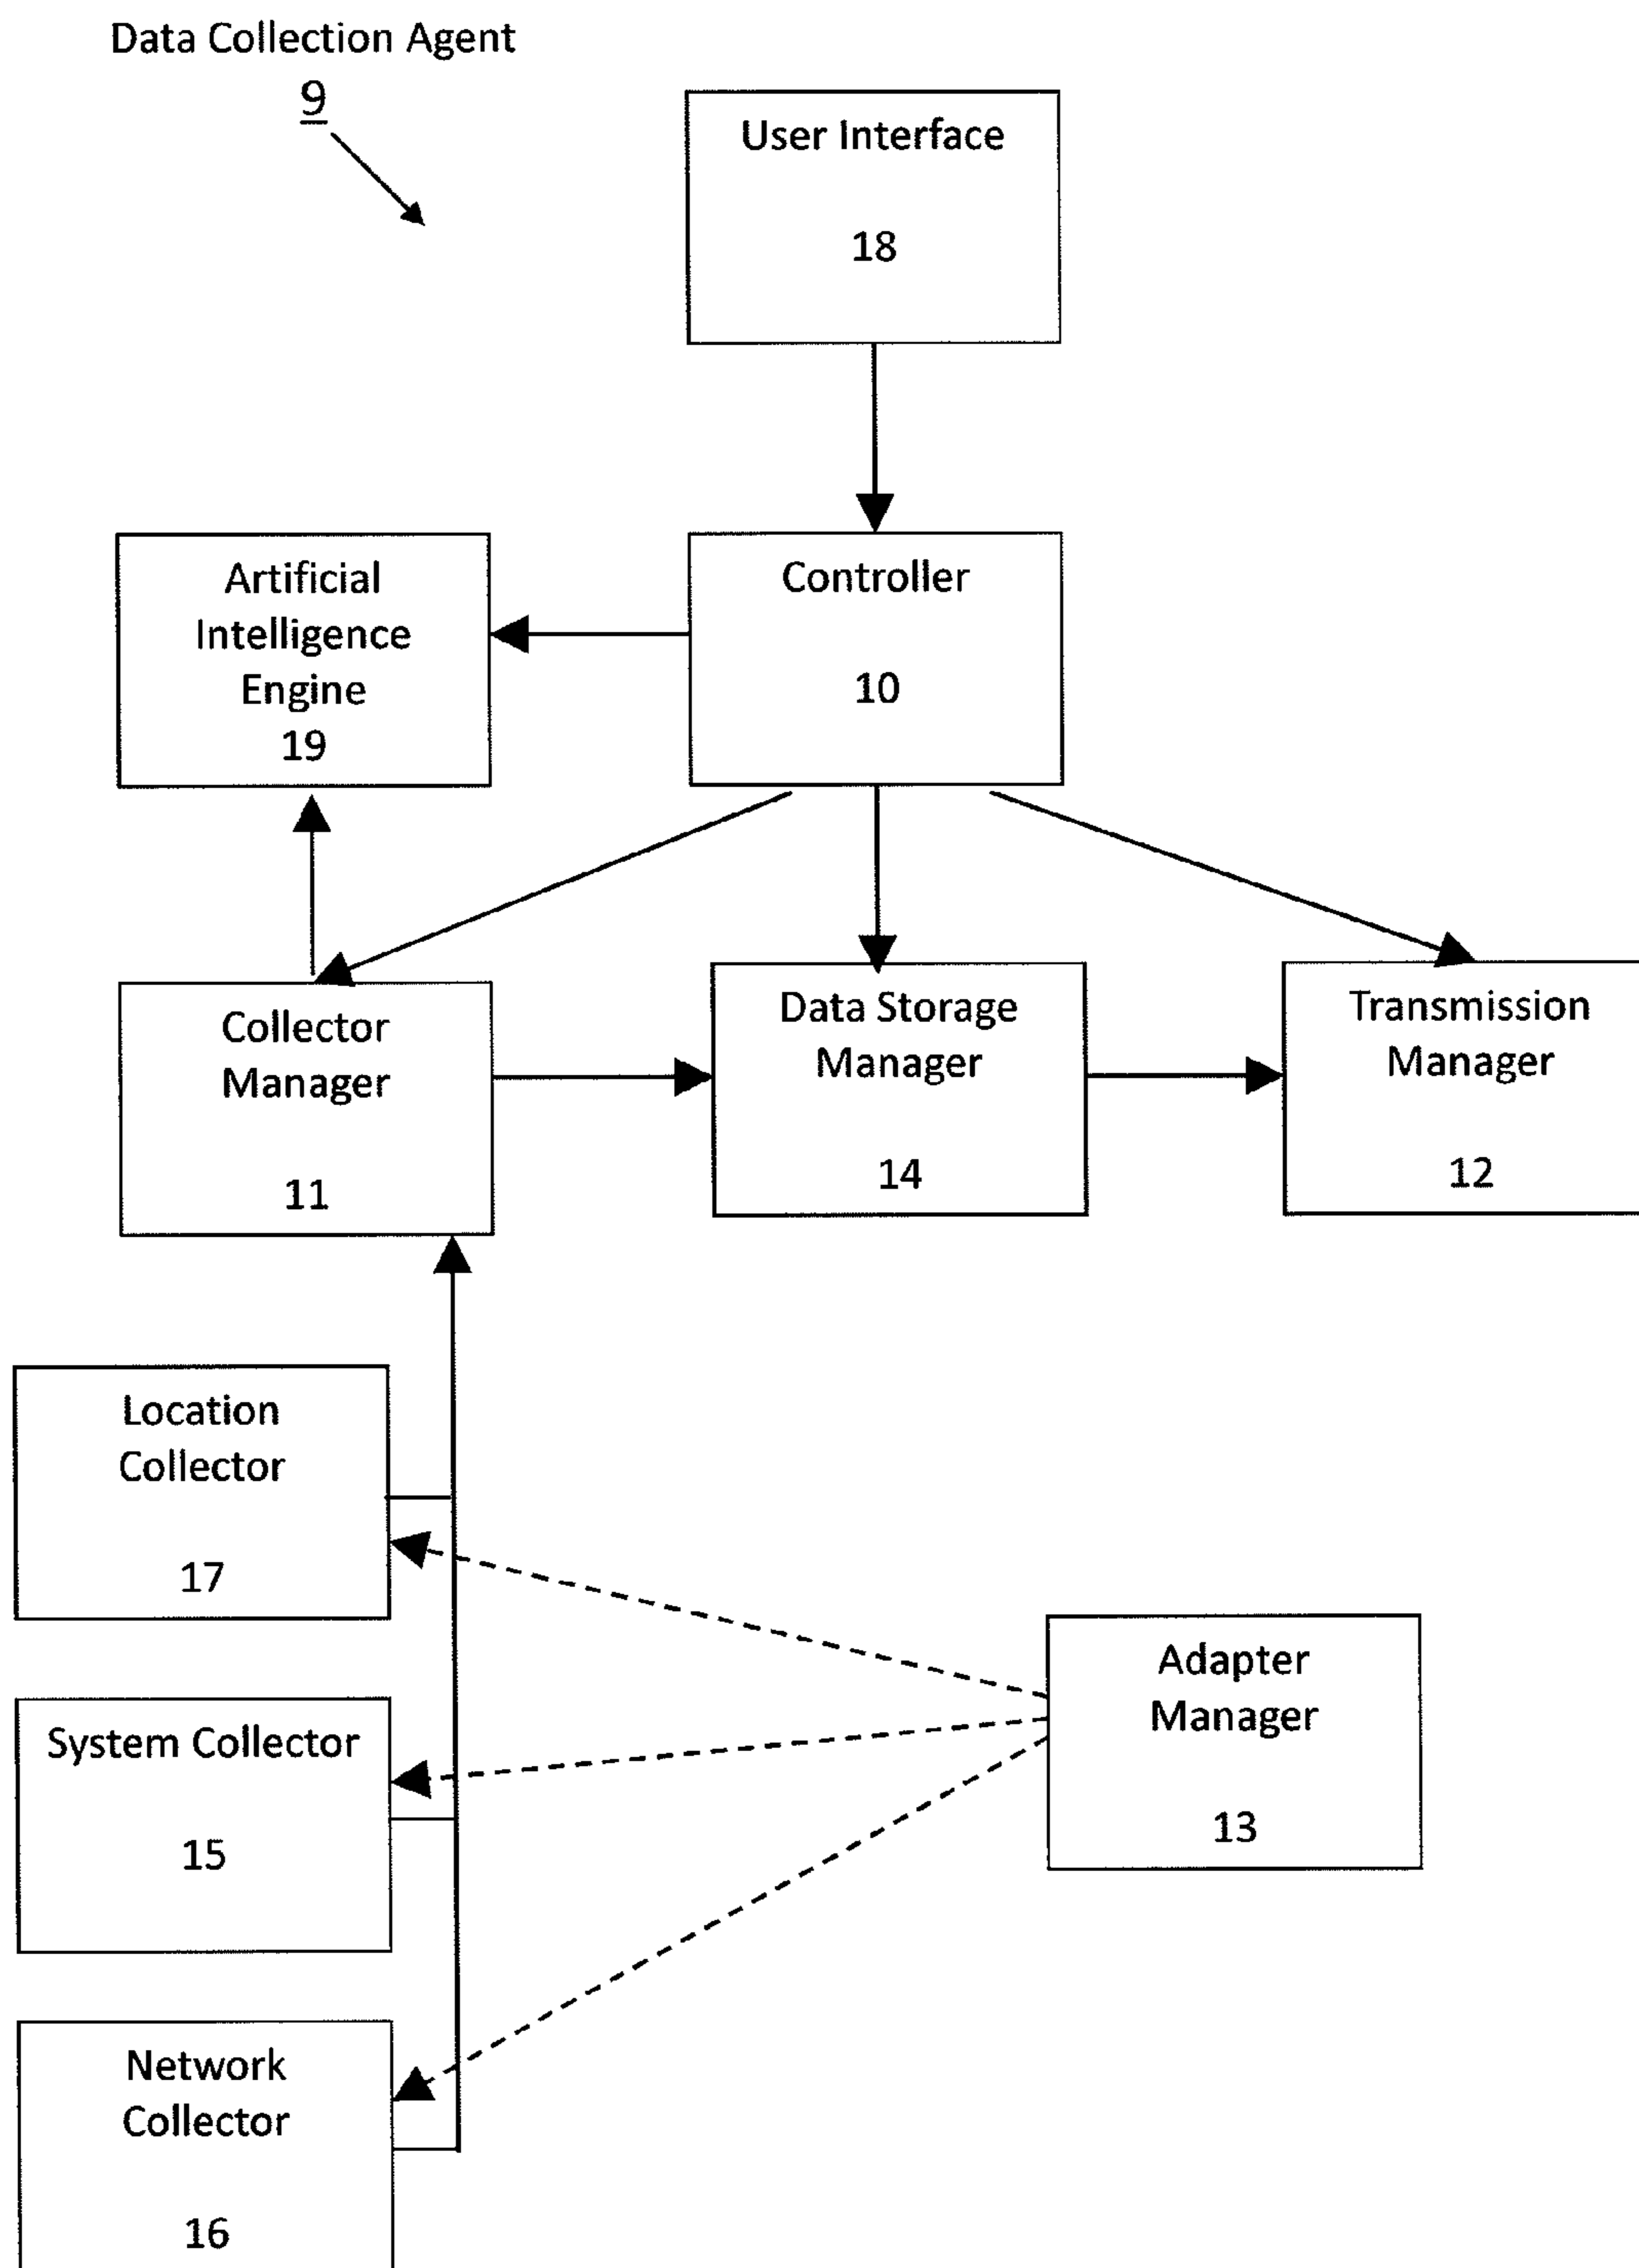 Data Collection Agent
9
User Interface
18
Artificial
Intelligence
Engine
19
Controller
10
Collector
Manager
11
Data Storage
Manager
14
Transmission
Manager
12
Location
Collector
17
System Collector
15
Adapter
Manager
13
Network
Collector
16